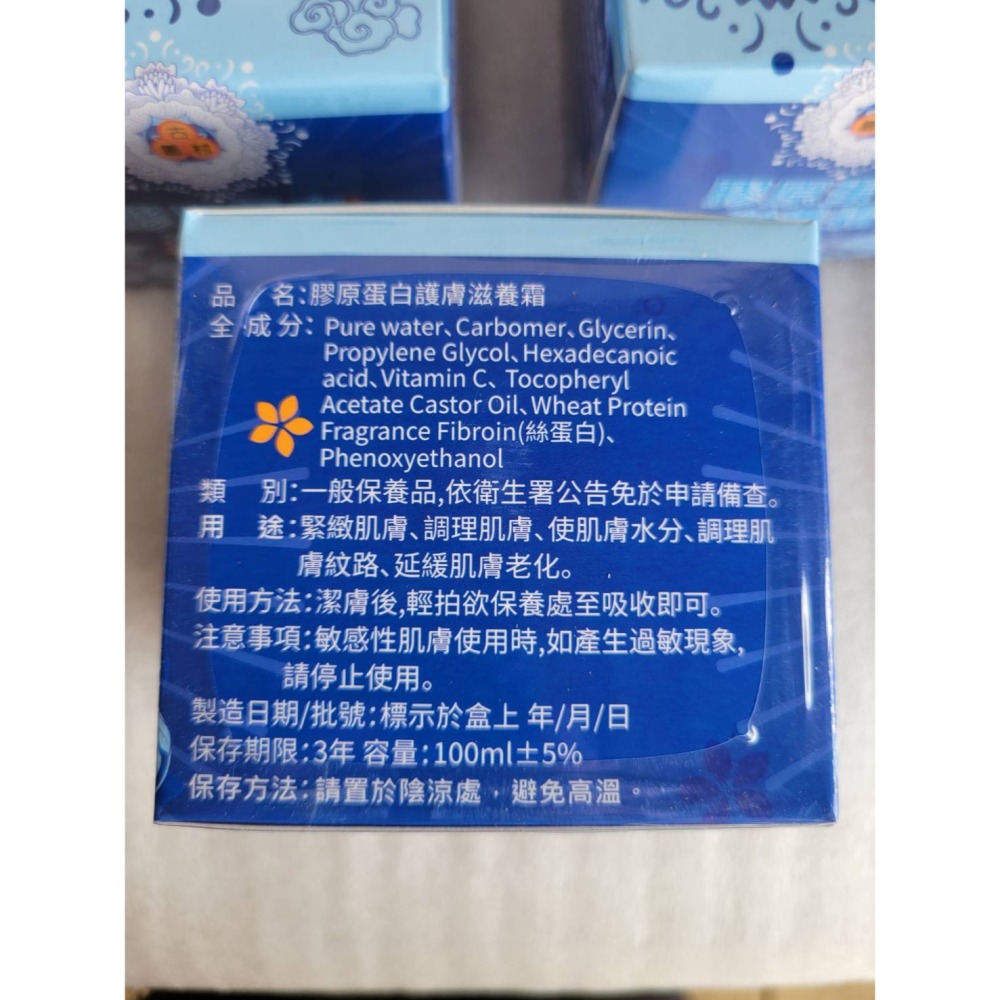 膠原蛋
品 名:膠原蛋白護膚滋養霜
全 成 分: Pure water、Carbomer、Glycerin、
Propylene Glycol、Hexadecanoic
acid、Vitamin C、Tocopheryl
Acetate Castor Oil、Wheat Protein
Fragrance Fibroin(絲蛋白)、
Phenoxyethanol
類 別:一般保養品,依衛生署公告免於申請備查。
用 途:緊緻肌膚、調理肌膚、使肌膚水分、調理肌
膚紋路、延緩肌膚老化。
使用方法:潔膚後,輕拍欲保養處至吸收即可。
注意事項:敏感性肌膚使用時,如產生過敏現象,
請停止使用。
製造日期/批號:標示於盒上 年/月/日
保存期限:3年 容量:100ml±5%
保存方法:請置於陰涼處,避免高溫。